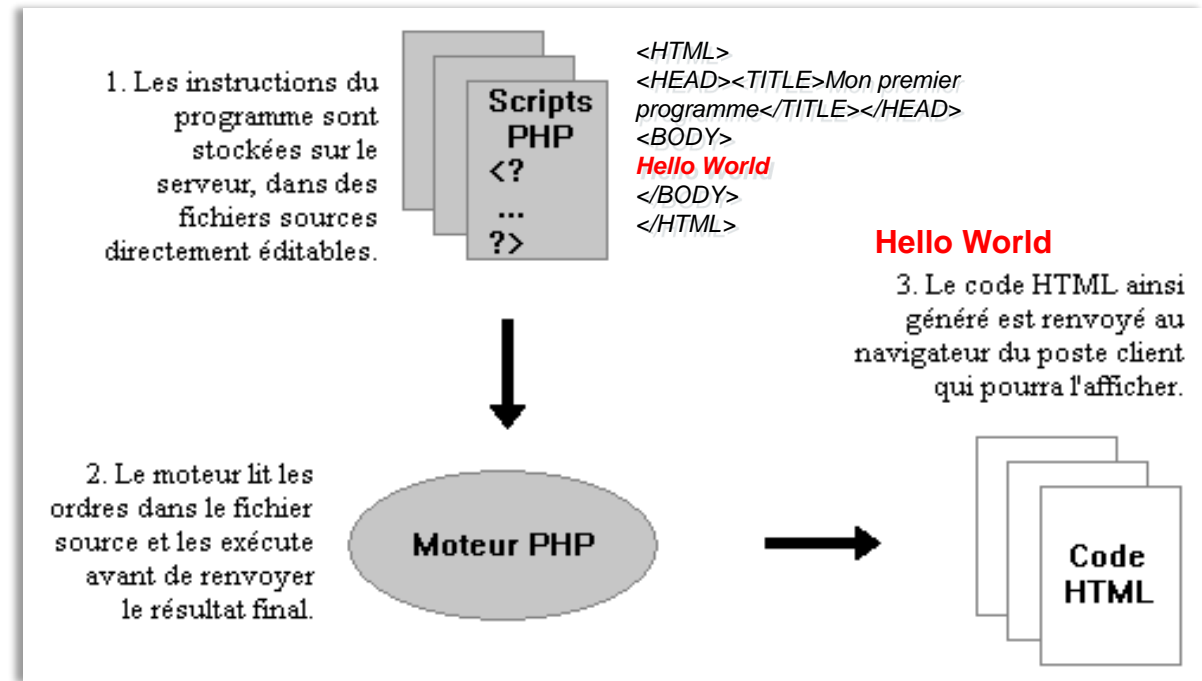 1. Les instructions du
programme sont
stockées sur le
serveur, dans des
fichiers sources
directement éditables.
Scripts
PHP
<?
...
?>
<HTML>
<HEAD><TITLE>Mon premier
programme</TITLE></HEAD>
<BODY>
Hello World
</BODY>
</HTML>
Hello World
3. Le code HTML ainsi
généré est renvoyé au
navigateur du poste client
qui pourra l'afficher.
2. Le moteur lit les
ordres dans le fichier
source et les exécute
avant de renvoyer
le résultat final.
Moteur PHP
Code
HTML